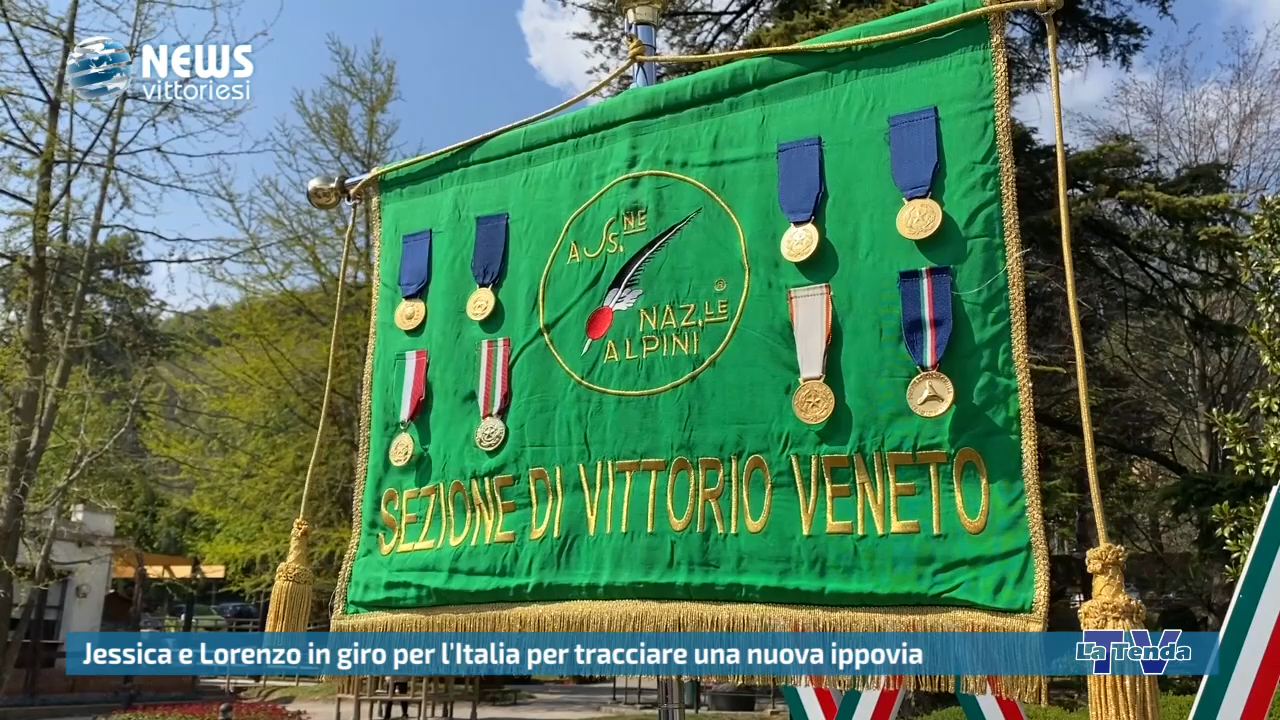 NEWS
vittoriesi
ASS.NE
NAZ.LE
®
ALPINI
SEZIONE DI VITTORIO VENETO
Jessica e Lorenzo in giro per l'Italia per tracciare una nuova ippovia
La Tenda
TV